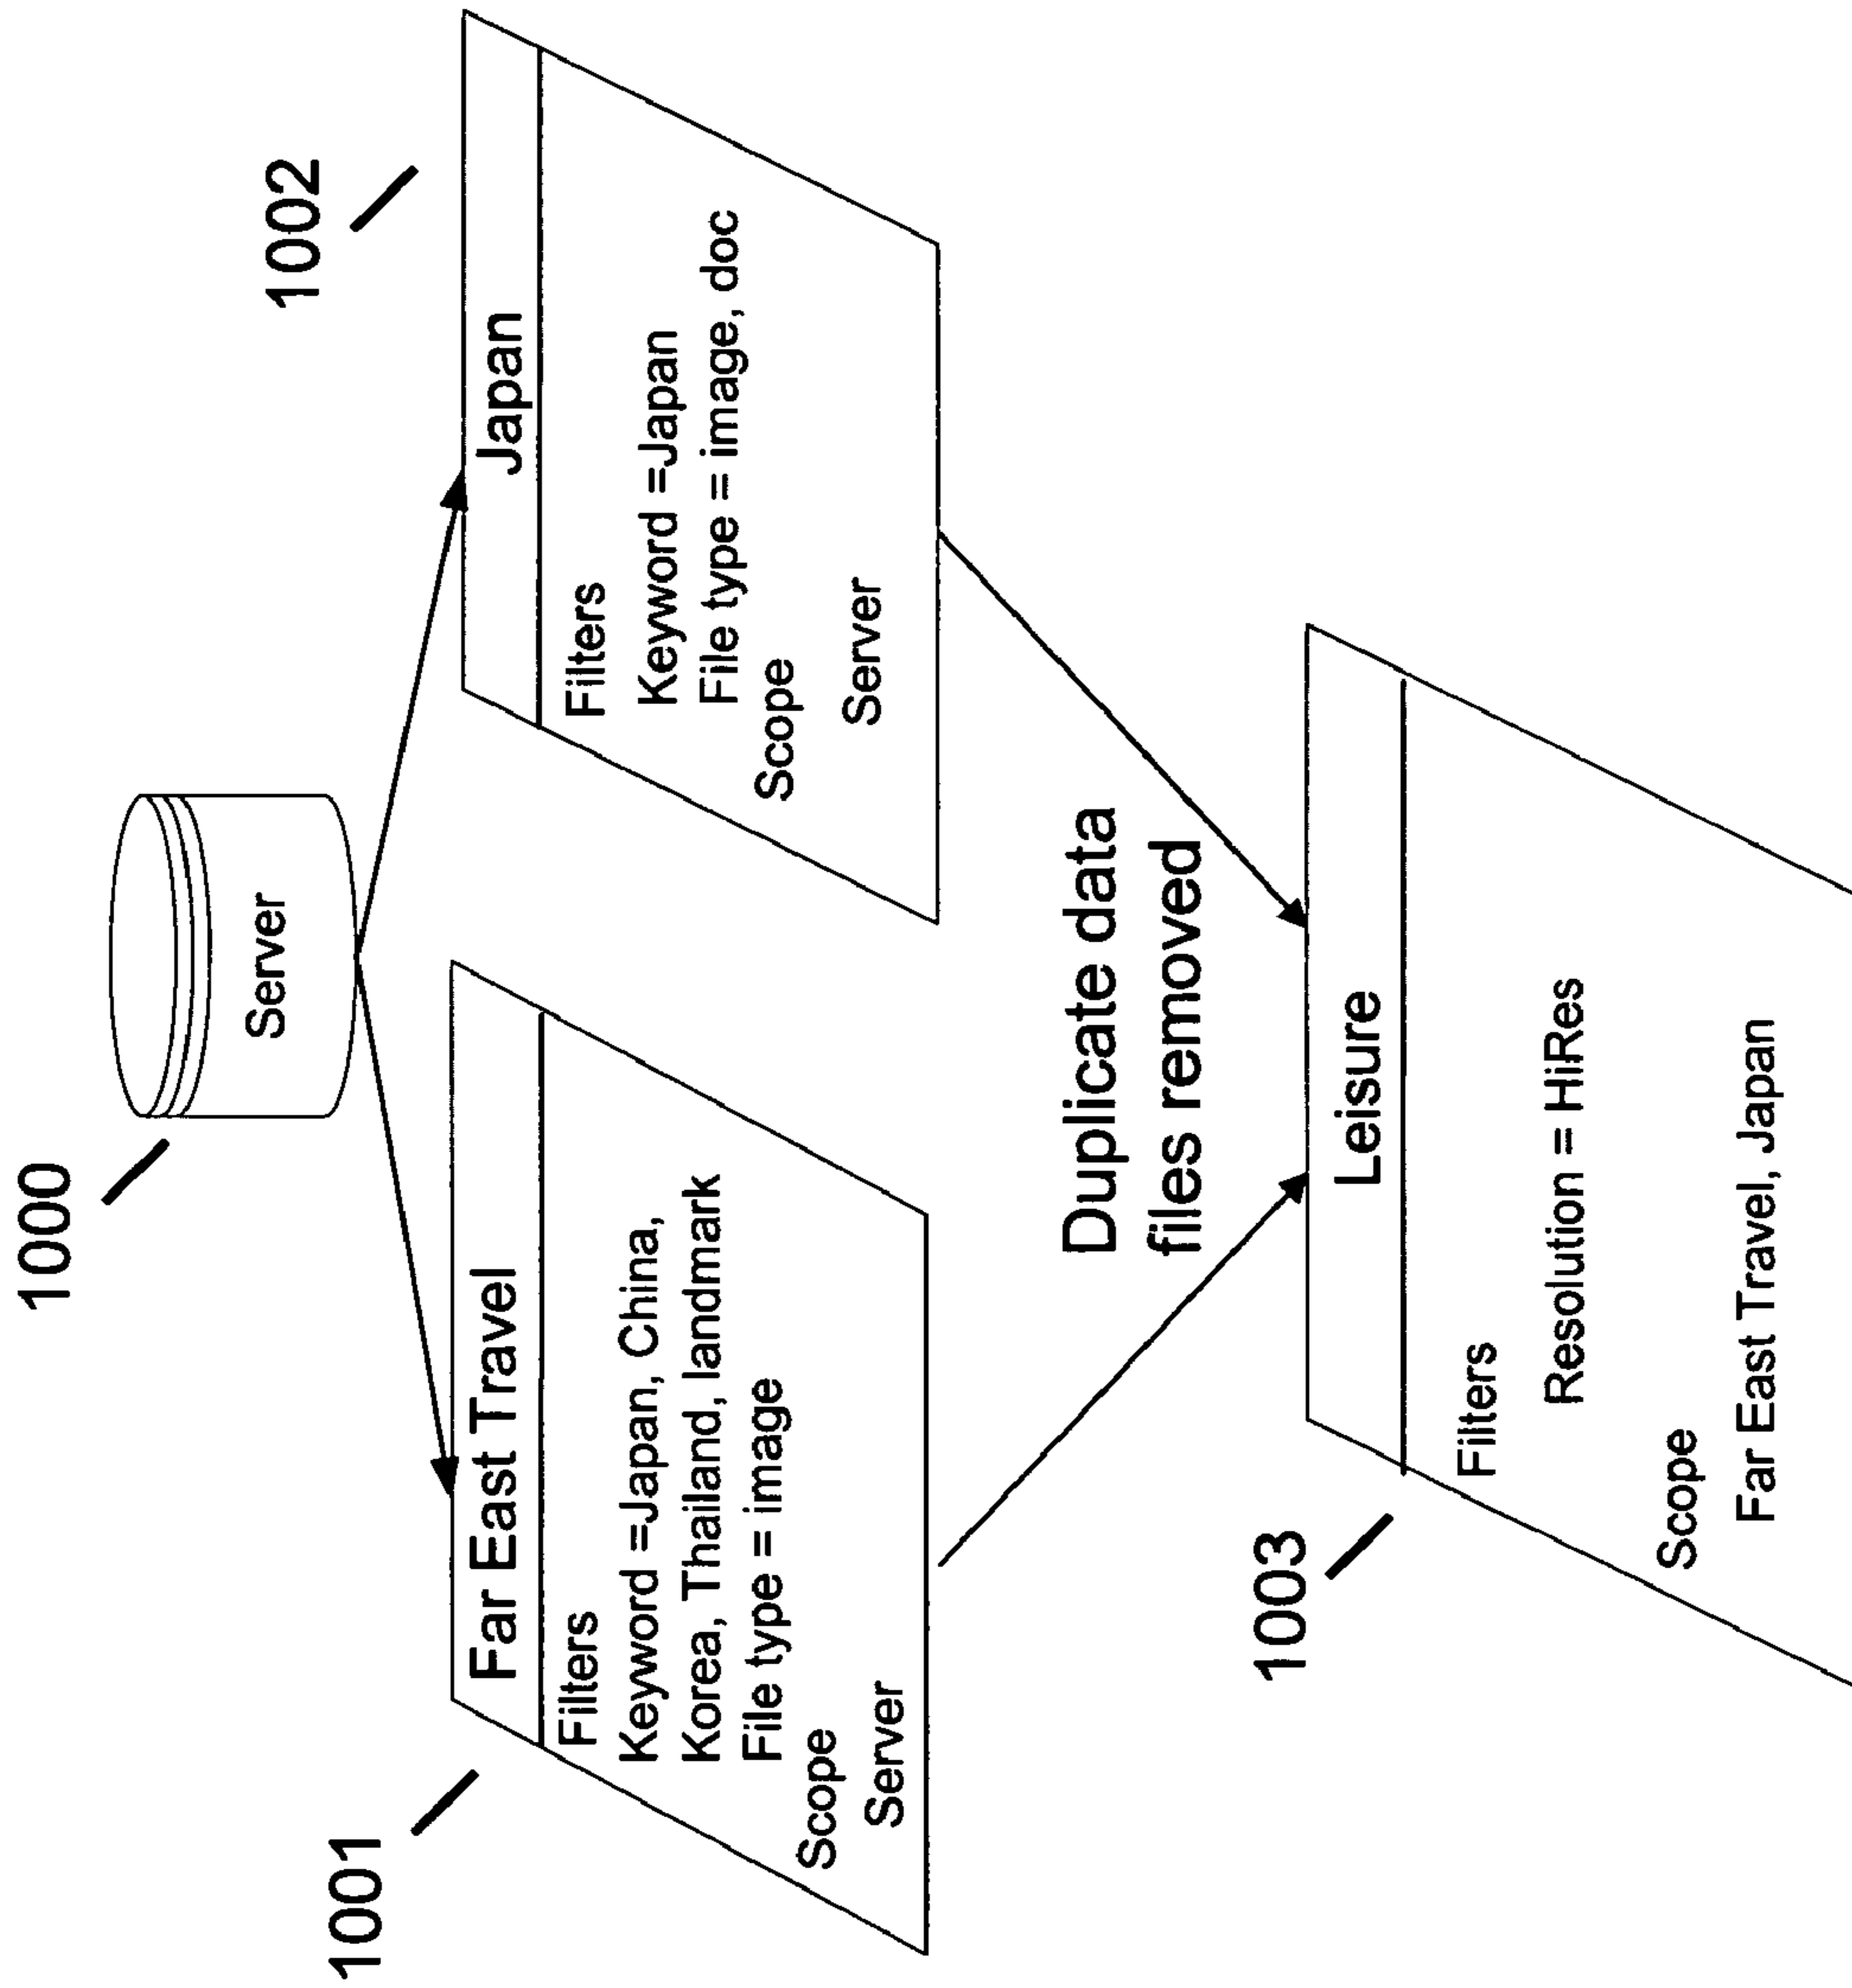 1000
Server
1001
Far East Travel
Filters
Keyword =Japan, China,
Korea, Thailand, landmark
File type = image
Scope
Server
1002
Japan
Filters
Keyword =Japan
File type = image, doc
Scope
Server
Duplicate data
files removed
1003
Leisure
Filters
Resolution = HiRes
Scope
Far East Travel, Japan